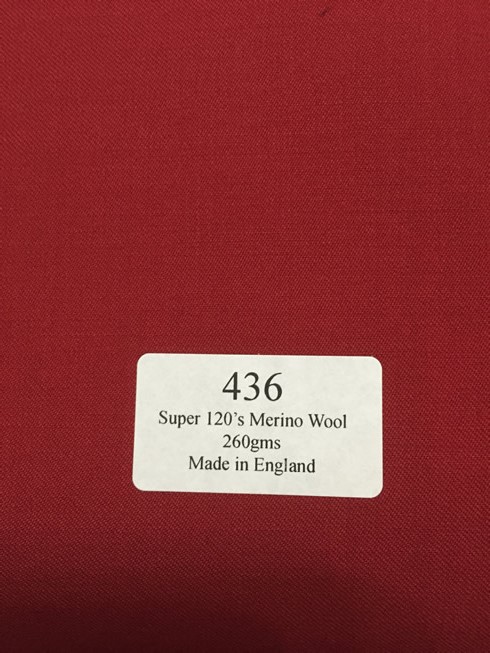 436
Super 120's Merino Wool
260gms
Made in England